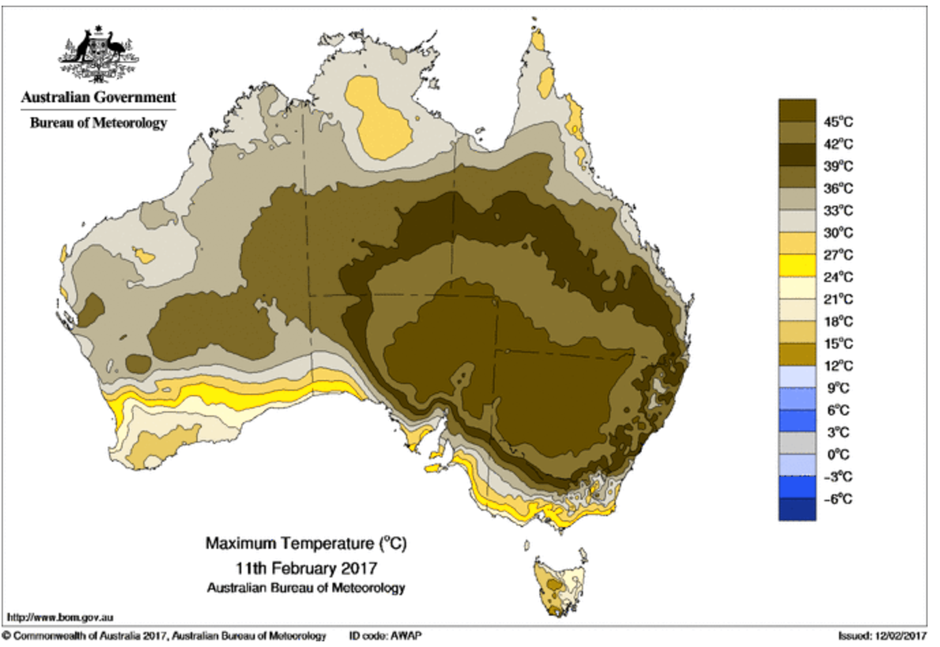 Australian Government
Bureau of Meteorology
45°C
42°C
39°C
36°C
33°C
30°C
27°C
24°C
21°C
18°C
15°C
12°C
9°C
6°C
3°C
0°C
-3°C
-6°C
Maximum Temperature (°C)
11th February 2017
Australian Bureau of Meteorology
http://www.bom.gov.au
© Commonwealth of Australia 2017, Australian Bureau of Meteorology ID code: AWAP Issued: 12/02/2017